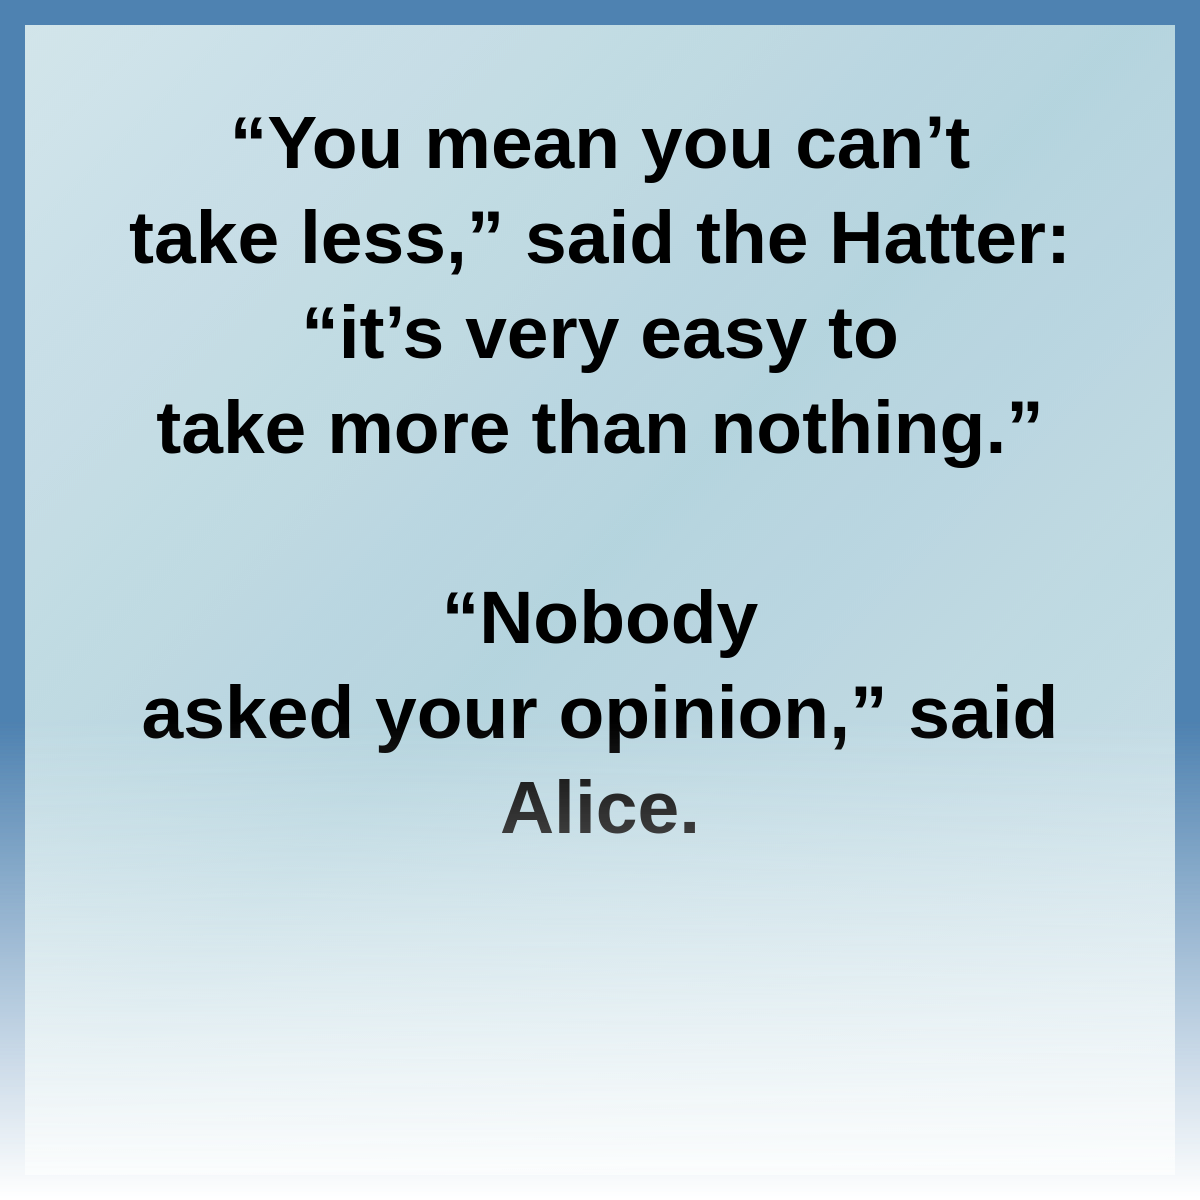 “You mean you can’t
take less,” said the Hatter:
“it’s very easy to
take more than nothing.”
“Nobody
asked your opinion,” said
Alice.